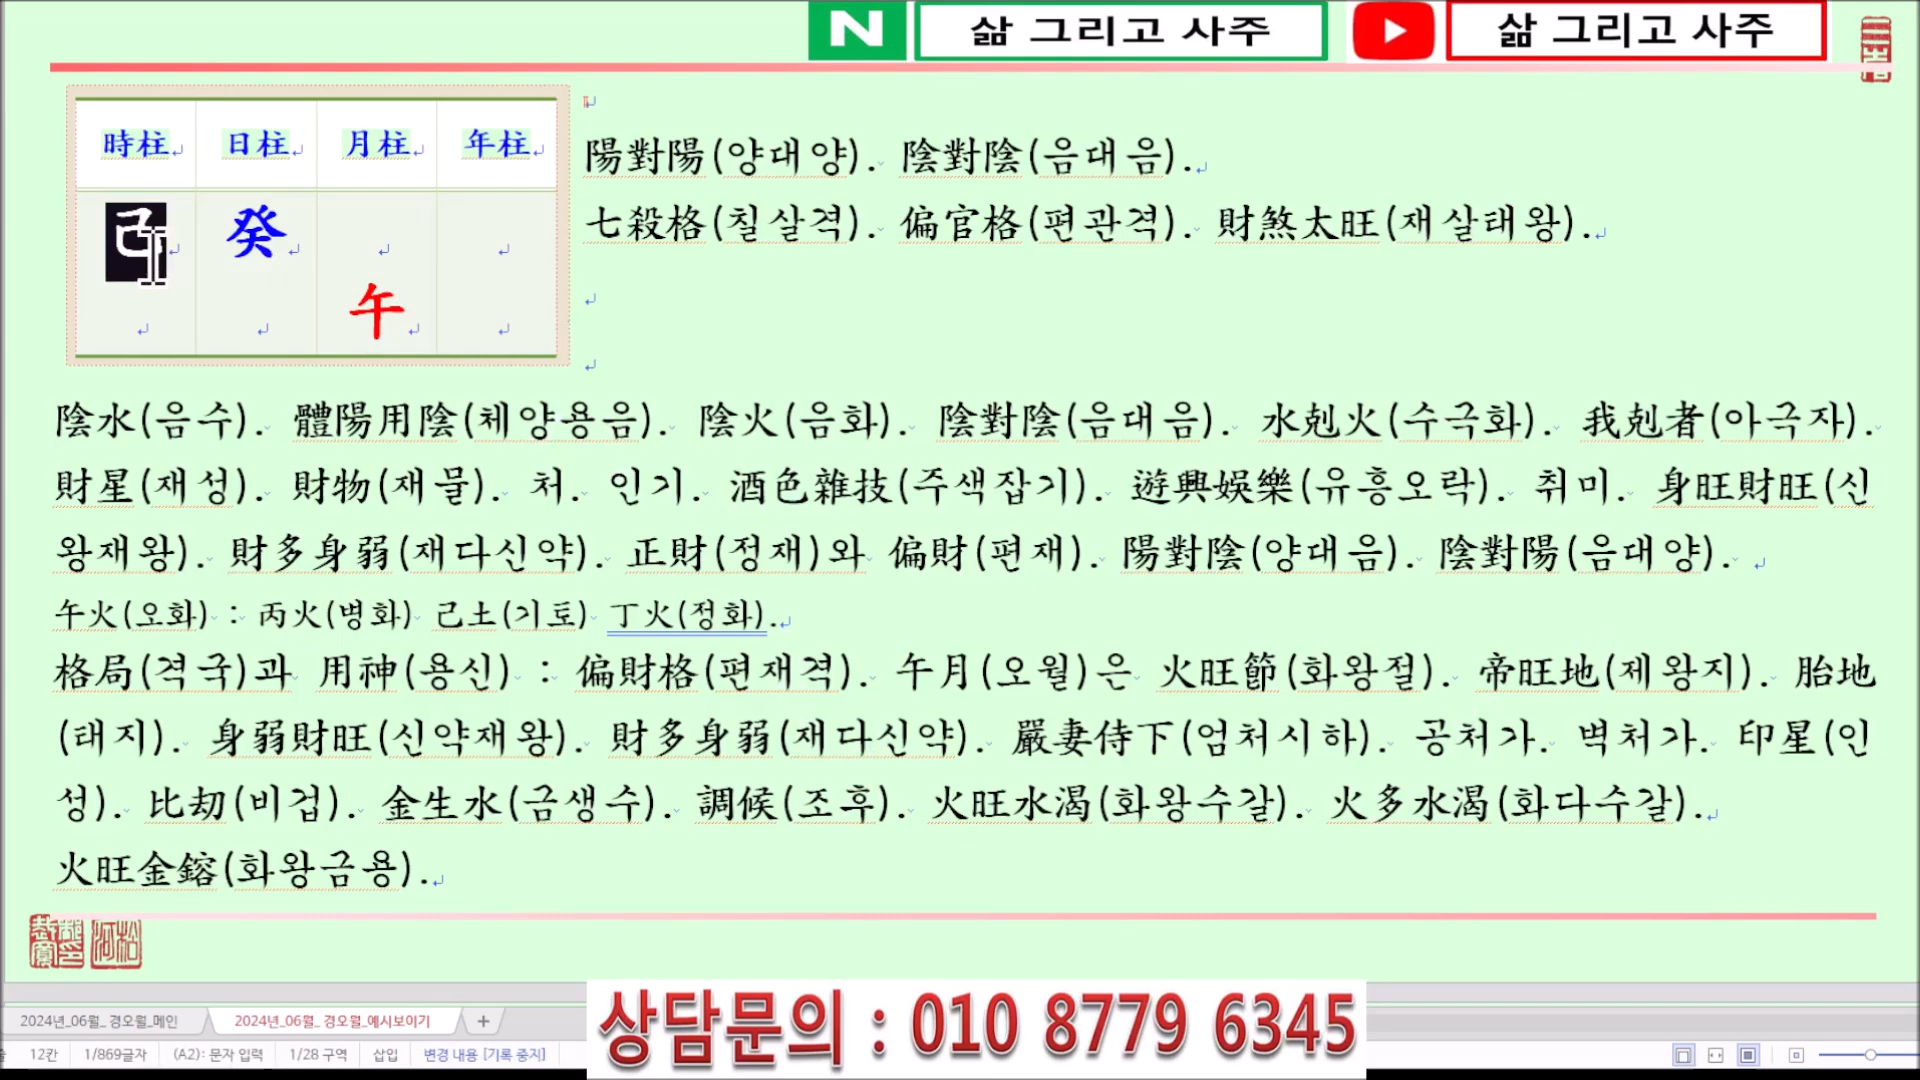 N 삶 그리고 사주 삶 그리고 사주
時柱 日柱 月柱 年柱
己 癸
午
陽對陽(양대양). 陰對陰(음대음).
七殺格(칠살격). 偏官格(편관격). 財煞太旺(재살태왕).
陰水(음수). 體陽用陰(체양용음). 陰火(음화). 陰對陰(음대음). 水剋火(수극화). 我剋者(아극자).
財星(재성). 財物(재물). 처. 인기. 酒色雜技(주색잡기). 遊興娛樂(유흥오락). 취미. 身旺財旺(신
왕재왕). 財多身弱(재다신약). 正財(정재)와 偏財(편재). 陽對陰(양대음). 陰對陽(음대양).
午火(오화) : 丙火(병화) 己土(기토) 丁火(정화).
格局(격국)과 用神(용신) : 偏財格(편재격). 午月(오월)은 火旺節(화왕절). 帝旺地(제왕지). 胎地
(태지). 身弱財旺(신약재왕). 財多身弱(재다신약). 嚴妻侍下(엄처시하). 공처가. 벽처가. 印星(인
성). 比劫(비겁). 金生水(금생수). 調候(조후). 火旺水渴(화왕수갈). 火多水渴(화다수갈).
火旺金鎔(화왕금용).
2024년_06월_ 경오월_메인 2024년_06월_ 경오월_예시보이기 +
12칸 1/869글자 (A2): 문자 입력 1/28 구역 삽입 변경 내용 [기록 중지]
상담문의 : 010 8779 6345